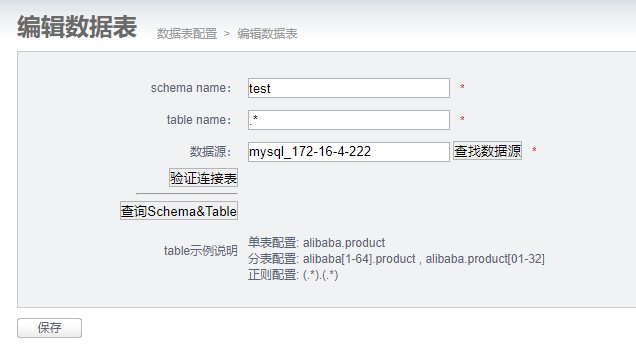 编辑数据表 数据表配置 > 编辑数据表
schema name： test *
table name： .* *
数据源： mysql_172-16-4-222 查找数据源 *
验证连接表
查询Schema&Table
table示例说明
单表配置: alibaba.product
分表配置: alibaba[1-64].product , alibaba.product[01-32]
正则配置: (.*).(.*)
保存